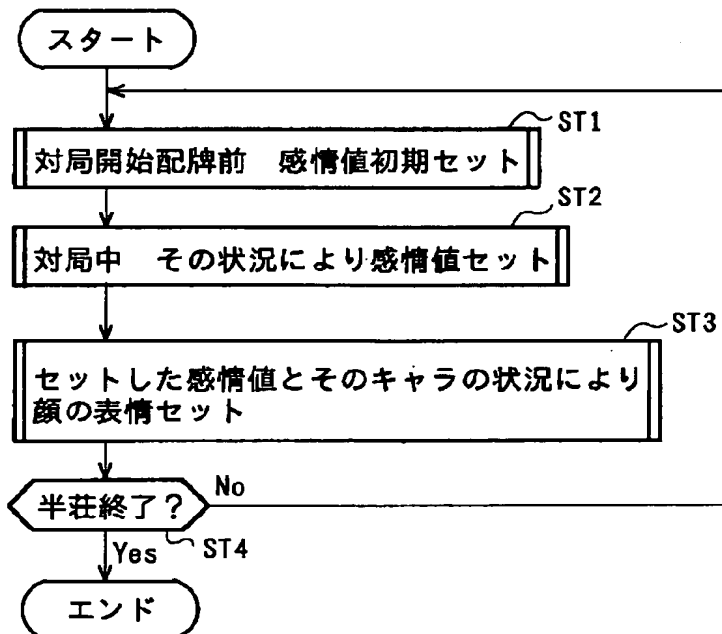 スタート
ST1
対局開始配牌前　感情値初期セット
ST2
対局中　その状況により感情値セット
ST3
セットした感情値とそのキャラの状況により
顔の表情セット
半荘終了？
No
Yes
ST4
エンド